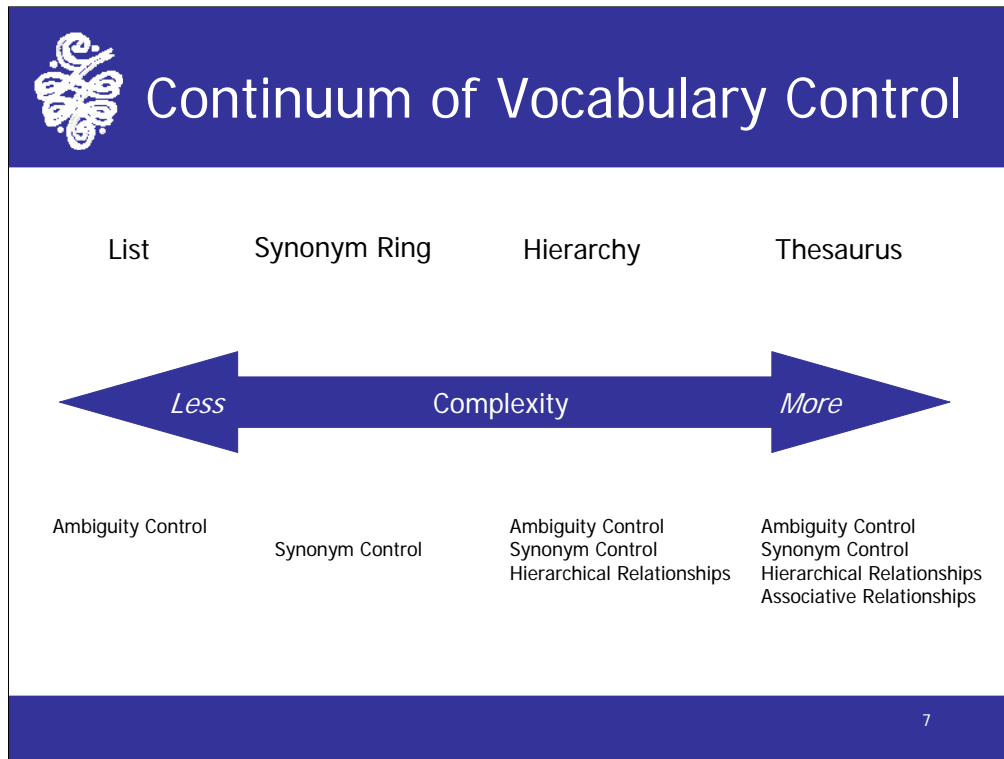 Continuum of Vocabulary Control
List
Synonym Ring
Hierarchy
Thesaurus
Less
Complexity
More
Ambiguity Control
Synonym Control
Ambiguity Control
Synonym Control
Hierarchical Relationships
Ambiguity Control
Synonym Control
Hierarchical Relationships
Associative Relationships
7